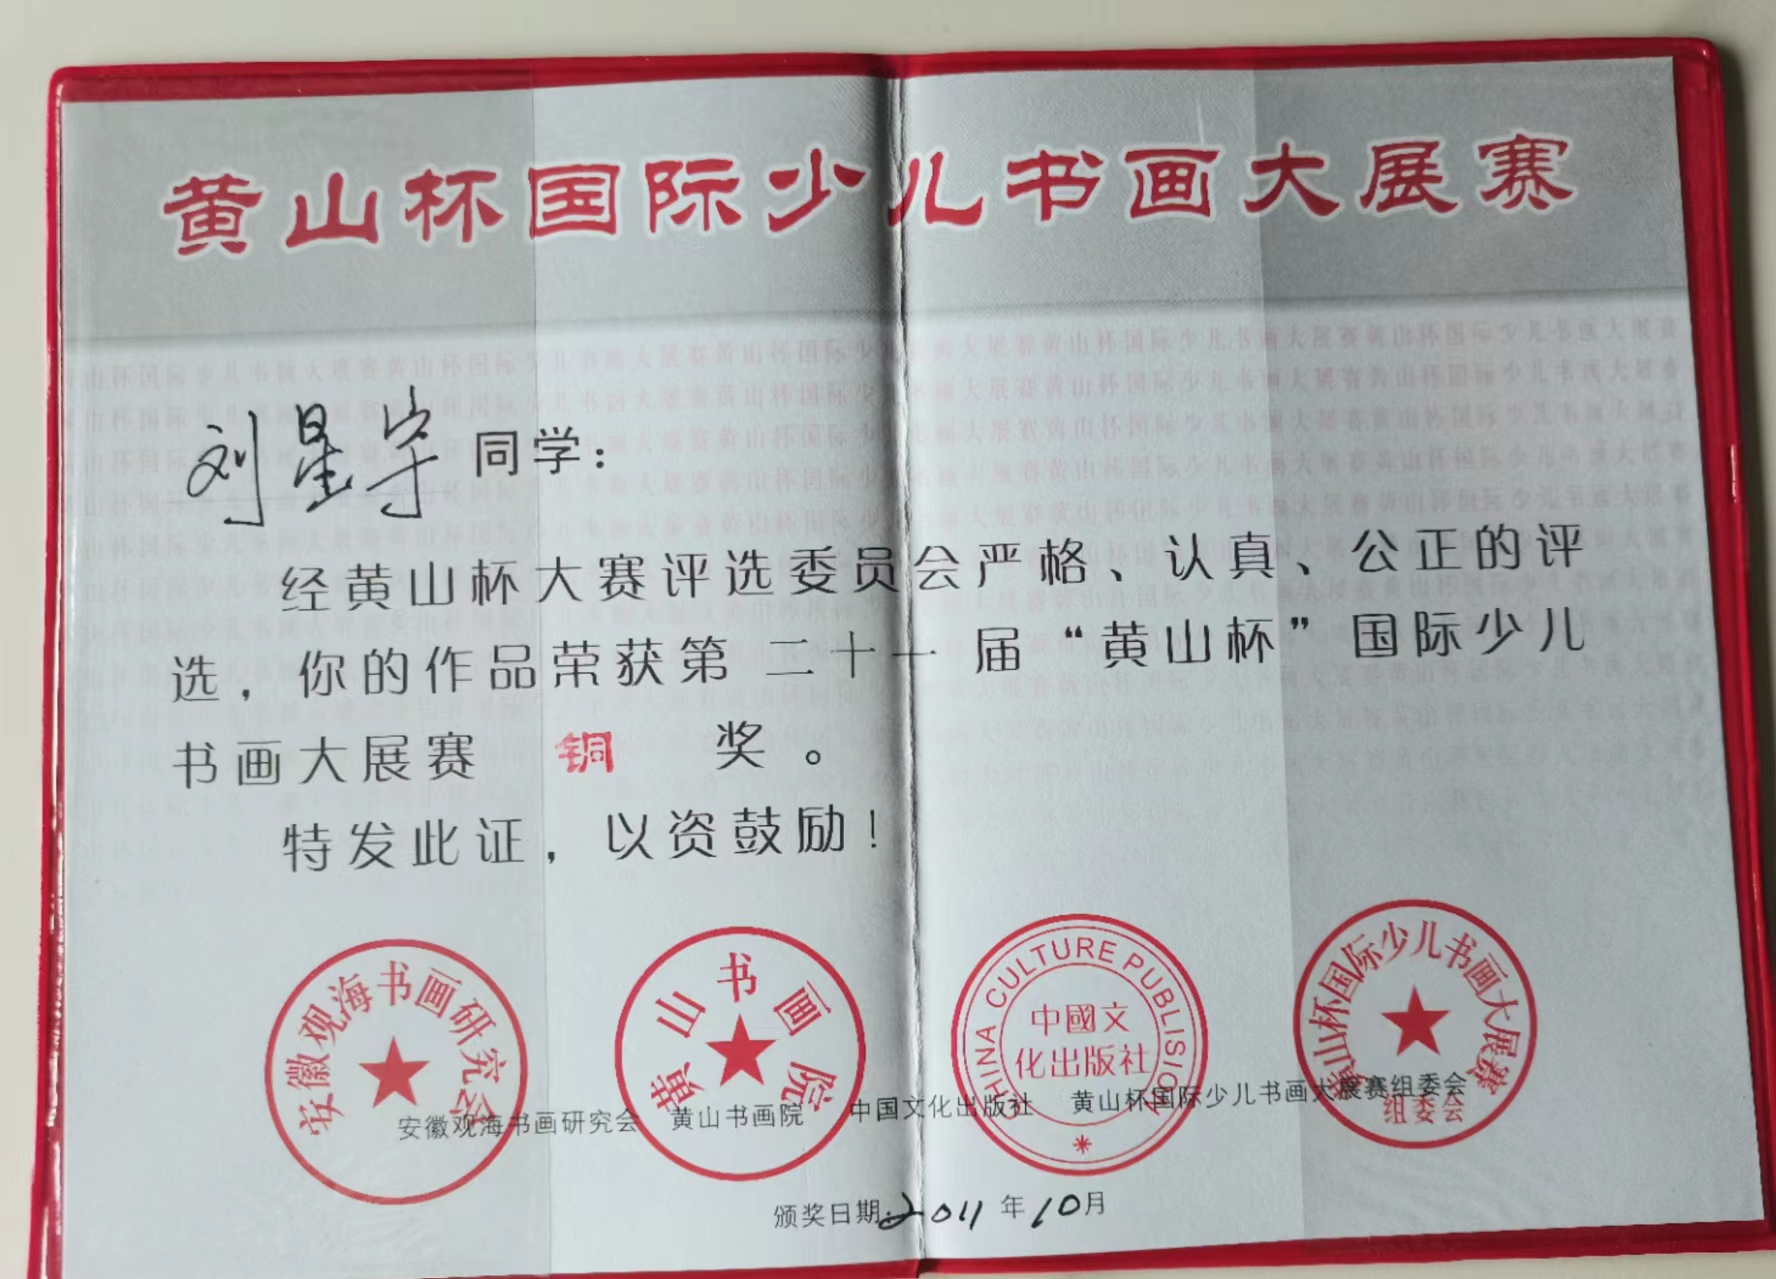 黄山杯国际少儿书画大展赛
刘星宇 同学：
经黄山杯大赛评选委员会严格、认真、公正的评
选，你的作品荣获第 二十一 届“黄山杯”国际少儿
书画大展赛 铜 奖。
特发此证，以资鼓励！
安徽观海书画研究会
黄山书画院
CHINA CULTURE PUBLISION
中國文
化出版社
黄山杯国际少儿书画大展赛
组委会
安徽观海书画研究会 黄山书画院 中国文化出版社 黄山杯国际少儿书画大展赛组委会
颁奖日期：2011 年 10 月